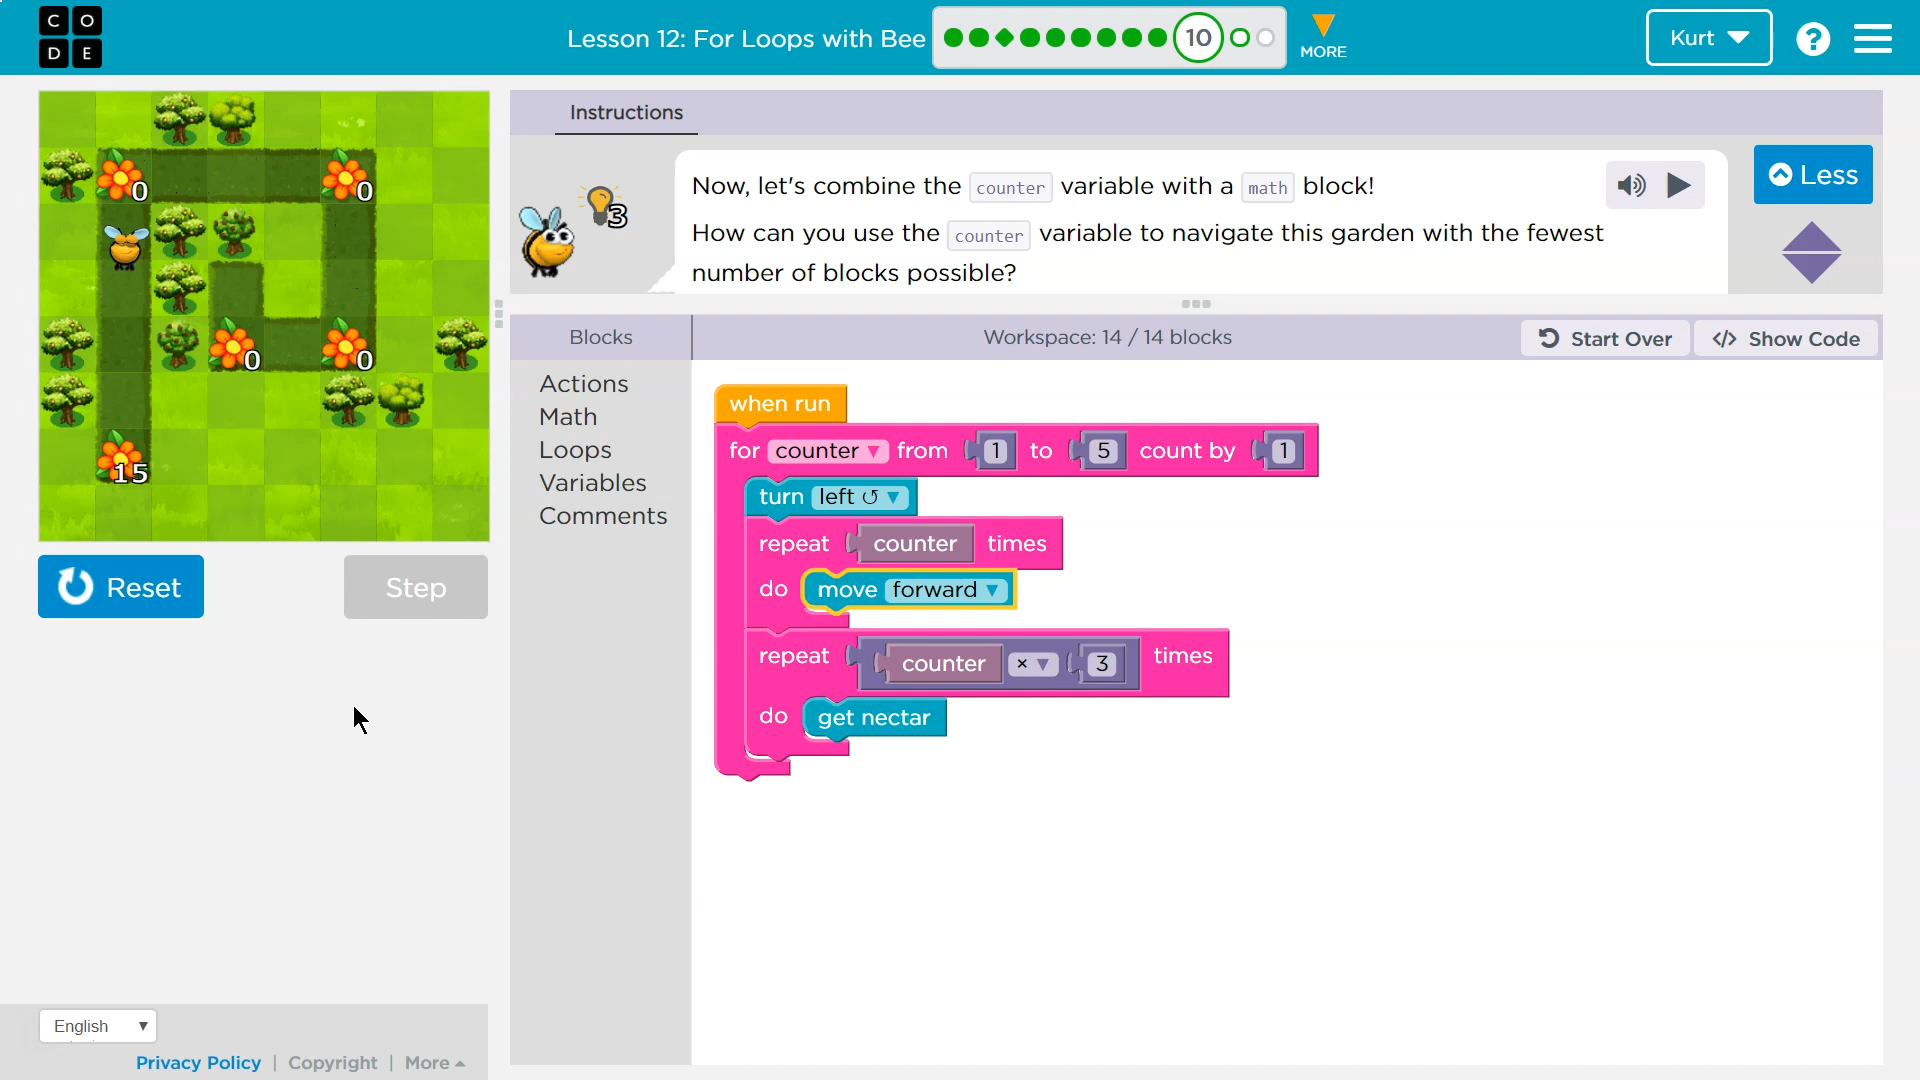 C O
D E
Lesson 12: For Loops with Bee
10
MORE
Kurt
?
Instructions
3
Now, let's combine the counter variable with a math block!
How can you use the counter variable to navigate this garden with the fewest
number of blocks possible?
Less
0
0
0
0
15
Reset
Step
Blocks
Workspace: 14 / 14 blocks
Start Over
</> Show Code
Actions
Math
Loops
Variables
Comments
when run
for counter ▼ from 1 to 5 count by 1
turn left ↺ ▼
repeat counter times
do move forward ▼
repeat counter × ▼ 3 times
do get nectar
English ▼
Privacy Policy | Copyright | More